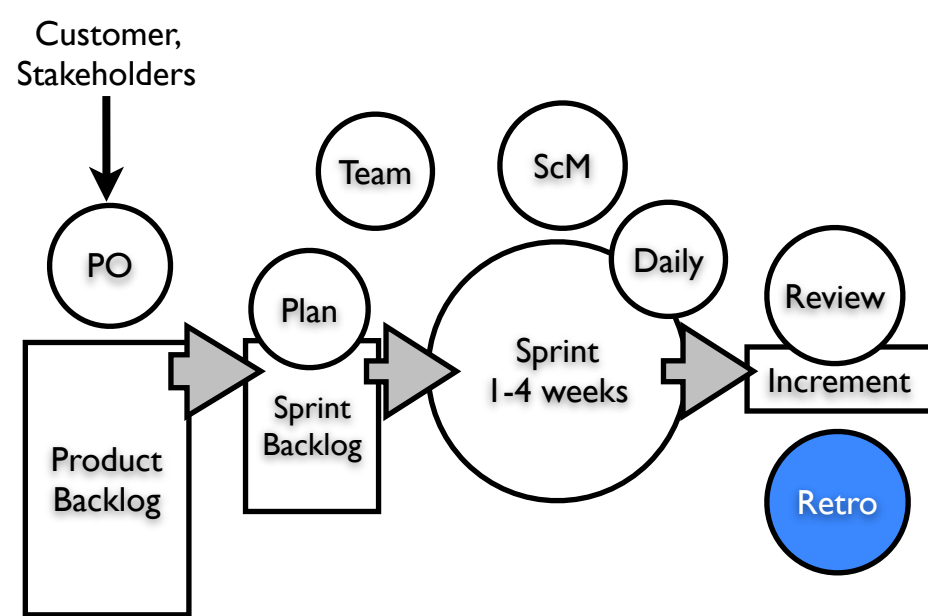 Customer,
Stakeholders
Team
ScM
PO
Daily
Plan
Review
Sprint
1-4 weeks
Increment
Sprint
Backlog
Product
Backlog
Retro